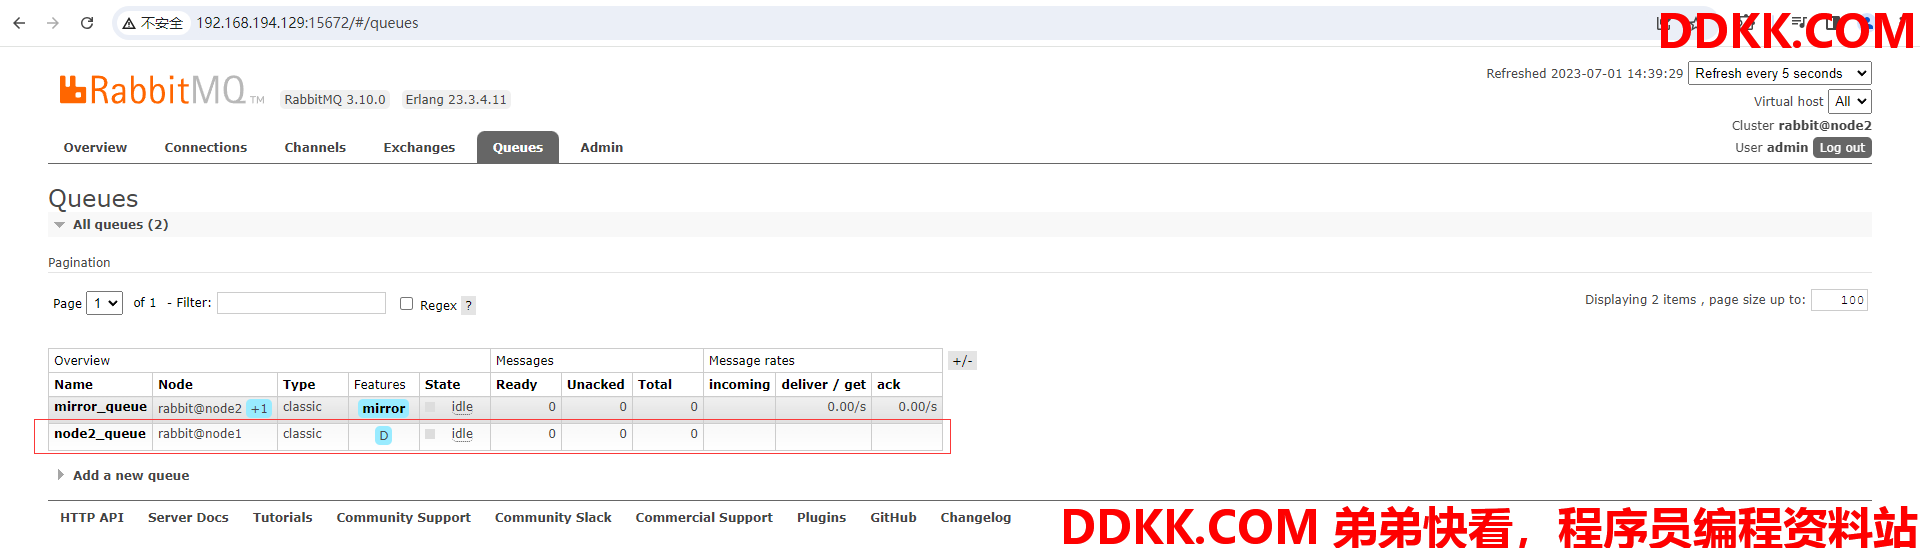 不安全 192.168.194.129:15672/#/queues
DDKK.COM
RabbitMQ TM RabbitMQ 3.10.0 Erlang 23.3.4.11
Refreshed 2023-07-01 14:39:29 Refresh every 5 seconds
Virtual host All
Cluster rabbit@node2
User admin Log out
Overview Connections Channels Exchanges Queues Admin
Queues
All queues (2)
Pagination
Page 1 of 1 - Filter: Regex ? Displaying 2 items , page size up to: 100
Overview Messages Message rates +/-
Name Node Type Features State Ready Unacked Total incoming deliver / get ack
mirror_queue rabbit@node2 +1 classic mirror idle 0 0 0 0.00/s 0.00/s
node2_queue rabbit@node1 classic D idle 0 0 0
Add a new queue
HTTP API Server Docs Tutorials Community Support Community Slack Commercial Support Plugins GitHub Changelog
DDKK.COM 弟弟快看，程序员编程资料站